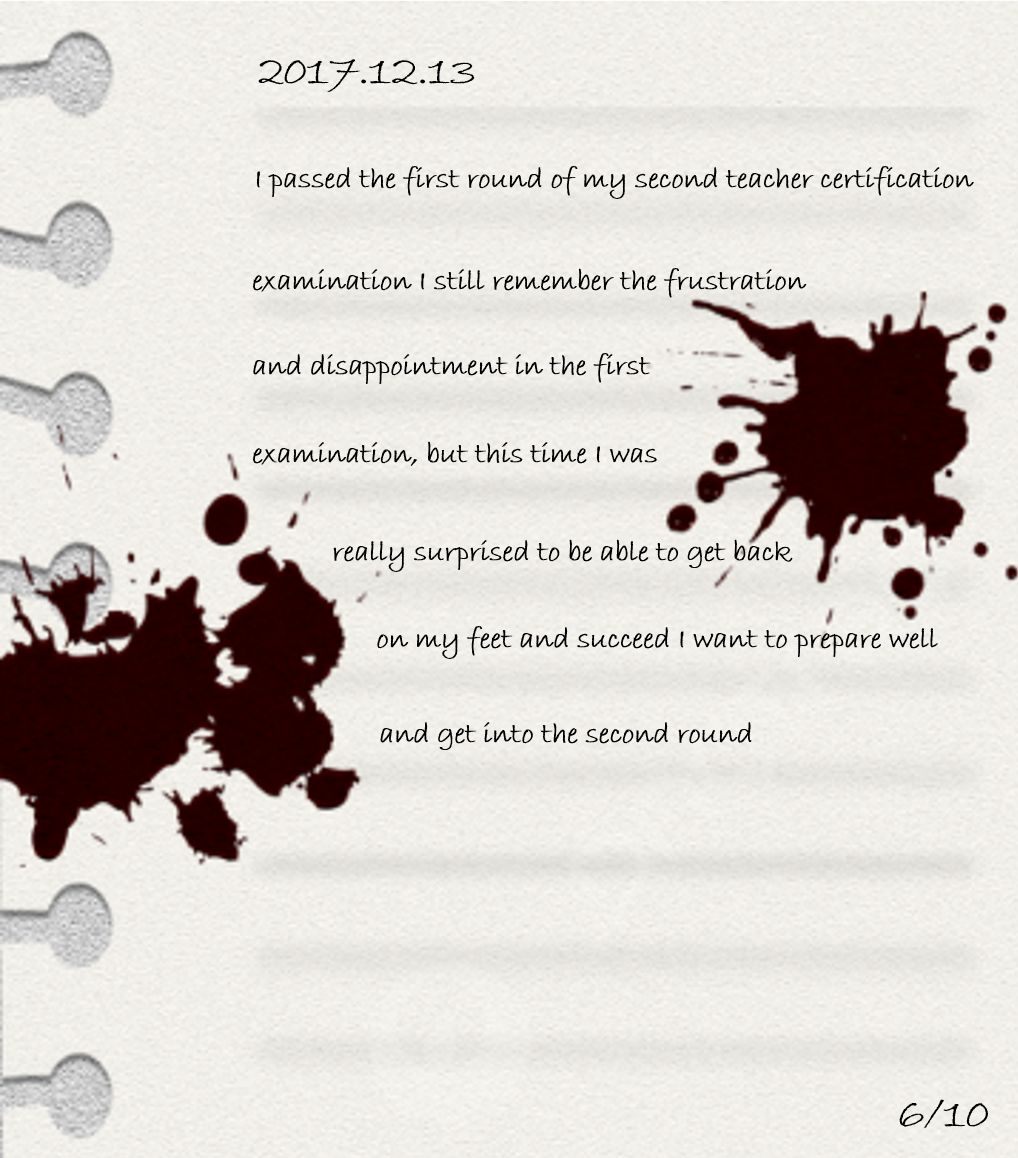 2017.12.13
I passed the first round of my second teacher certification
examination I still remember the frustration
and disappointment in the first
examination, but this time I was
really surprised to be able to get back
on my feet and succeed I want to prepare well
and get into the second round
6/10